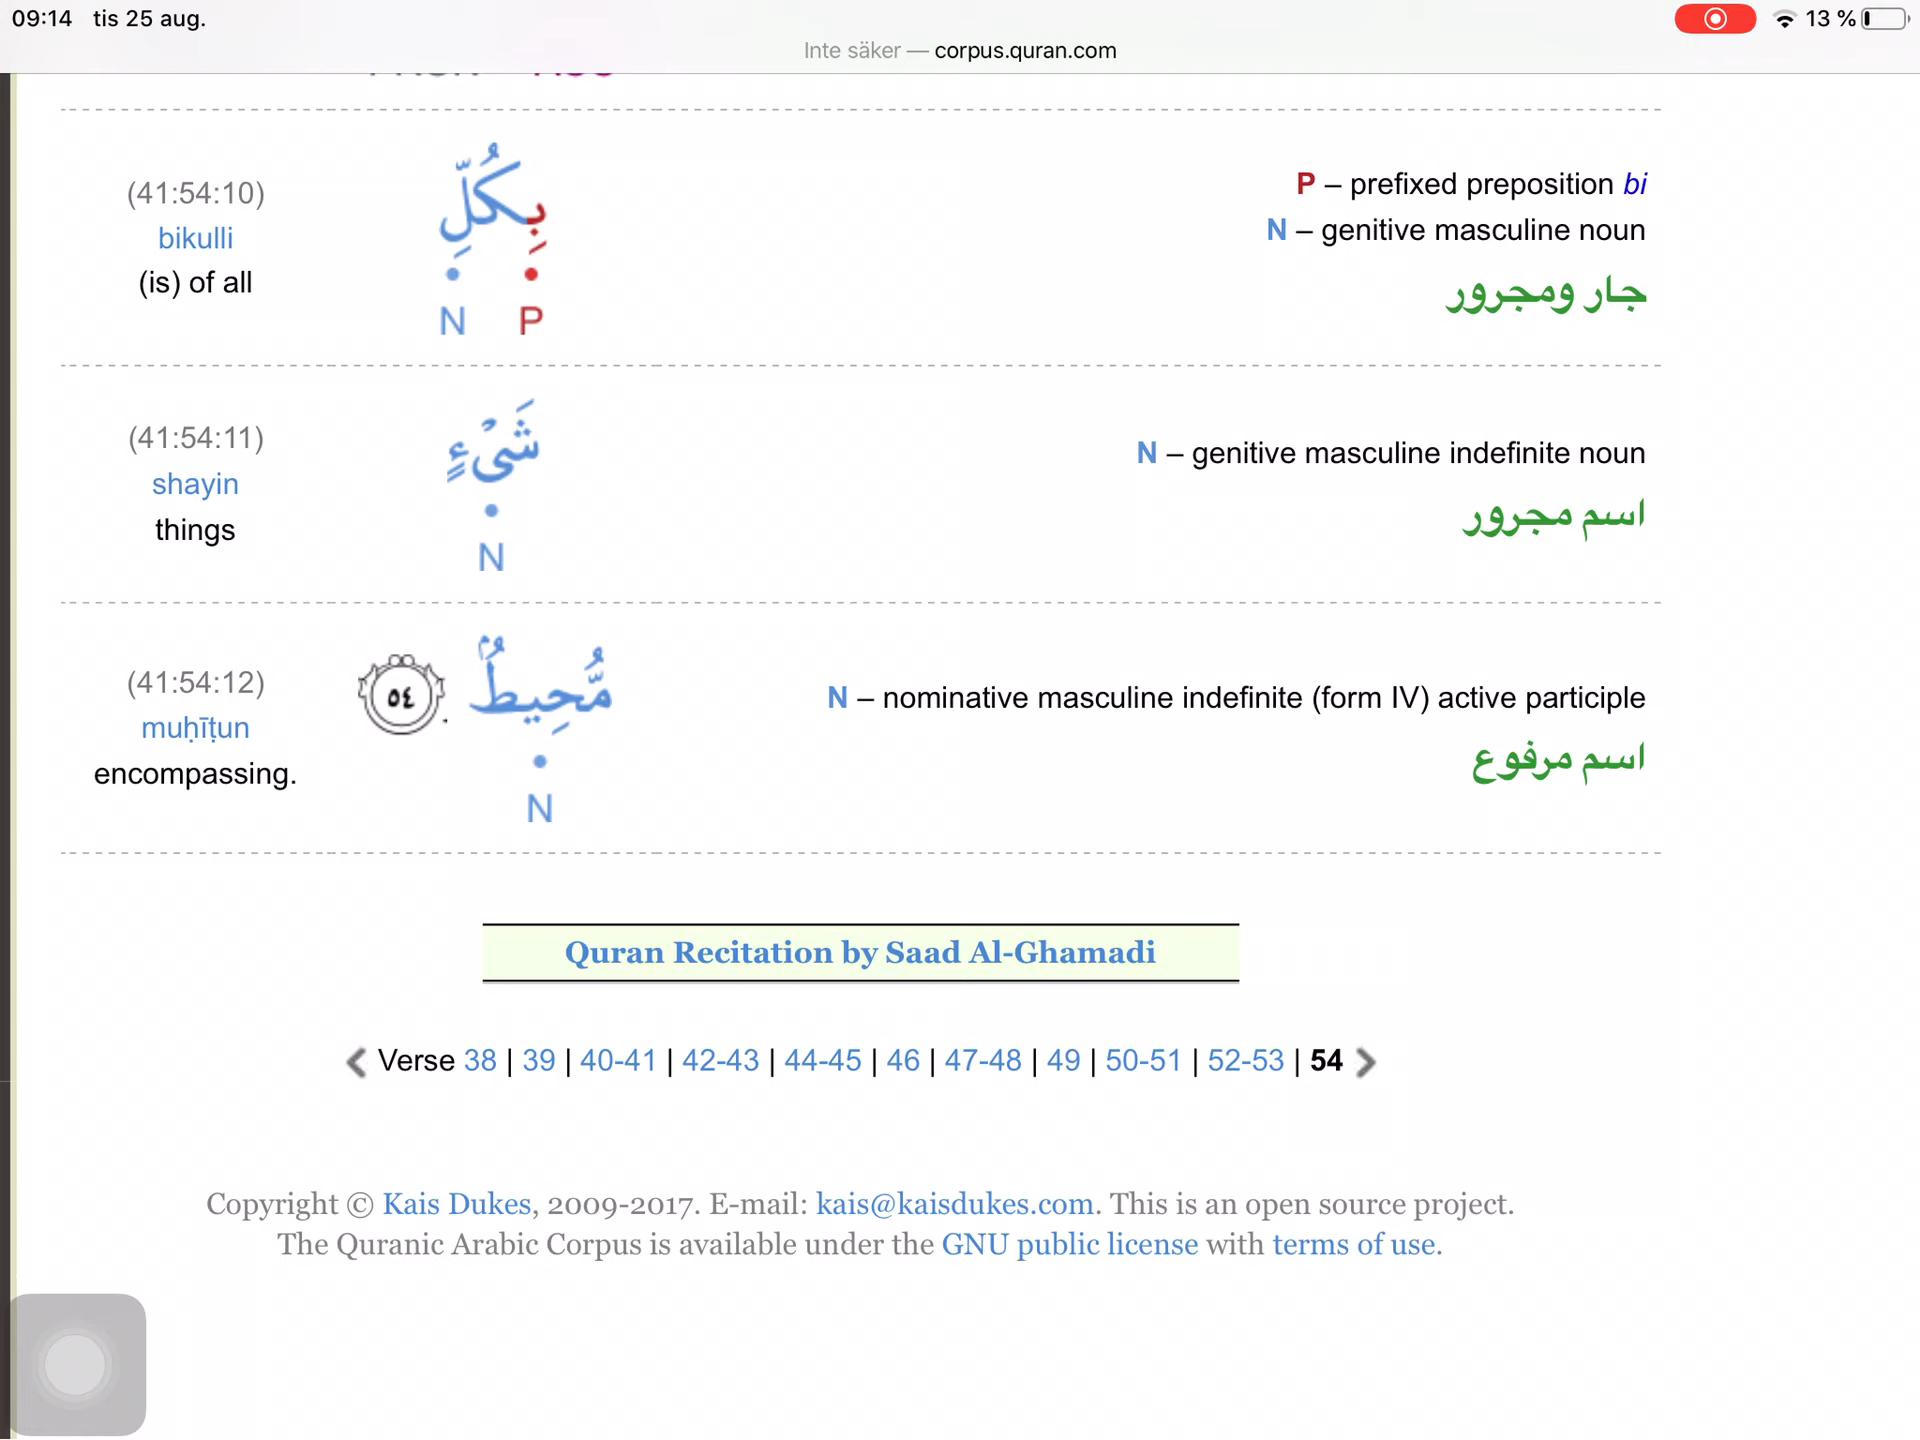 09:14 tis 25 aug.
13 %
Inte säker — corpus.quran.com
(41:54:10)
bikulli
(is) of all
بِكُلِّ
N P
P – prefixed preposition bi
N – genitive masculine noun
جار ومجرور
(41:54:11)
shayin
things
شَىْءٍ
N
N – genitive masculine indefinite noun
اسم مجرور
(41:54:12)
muḥīṭun
encompassing.
مُّحِيطٌۢ ٥٤
N
N – nominative masculine indefinite (form IV) active participle
اسم مرفوع
Quran Recitation by Saad Al-Ghamadi
Verse 38 | 39 | 40-41 | 42-43 | 44-45 | 46 | 47-48 | 49 | 50-51 | 52-53 | 54
Copyright © Kais Dukes, 2009-2017. E-mail: kais@kaisdukes.com. This is an open source project.
The Quranic Arabic Corpus is available under the GNU public license with terms of use.